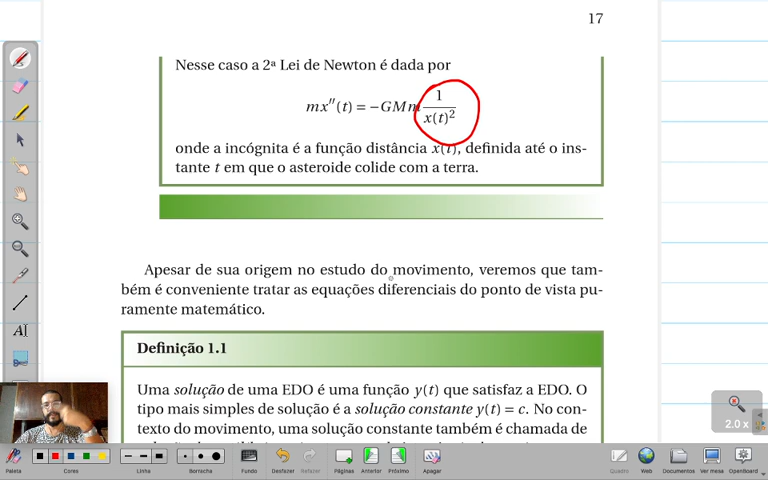 17
Nesse caso a 2ª Lei de Newton é dada por
mx″(t) = −GMm 1/x(t)²
onde a incógnita é a função distância x(t), definida até o ins-
tante t em que o asteroide colide com a terra.
Apesar de sua origem no estudo do movimento, veremos que tam-
bém é conveniente tratar as equações diferenciais do ponto de vista pu-
ramente matemático.
Definição 1.1
Uma solução de uma EDO é uma função y(t) que satisfaz a EDO. O
tipo mais simples de solução é a solução constante y(t) = c. No con-
texto do movimento, uma solução constante também é chamada de
2.0 x
Paleta Cores Linha Borracha Fundo Desfazer Refazer Páginas Anterior Próximo Apagar Quadro Web Documentos Ver mesa OpenBoard